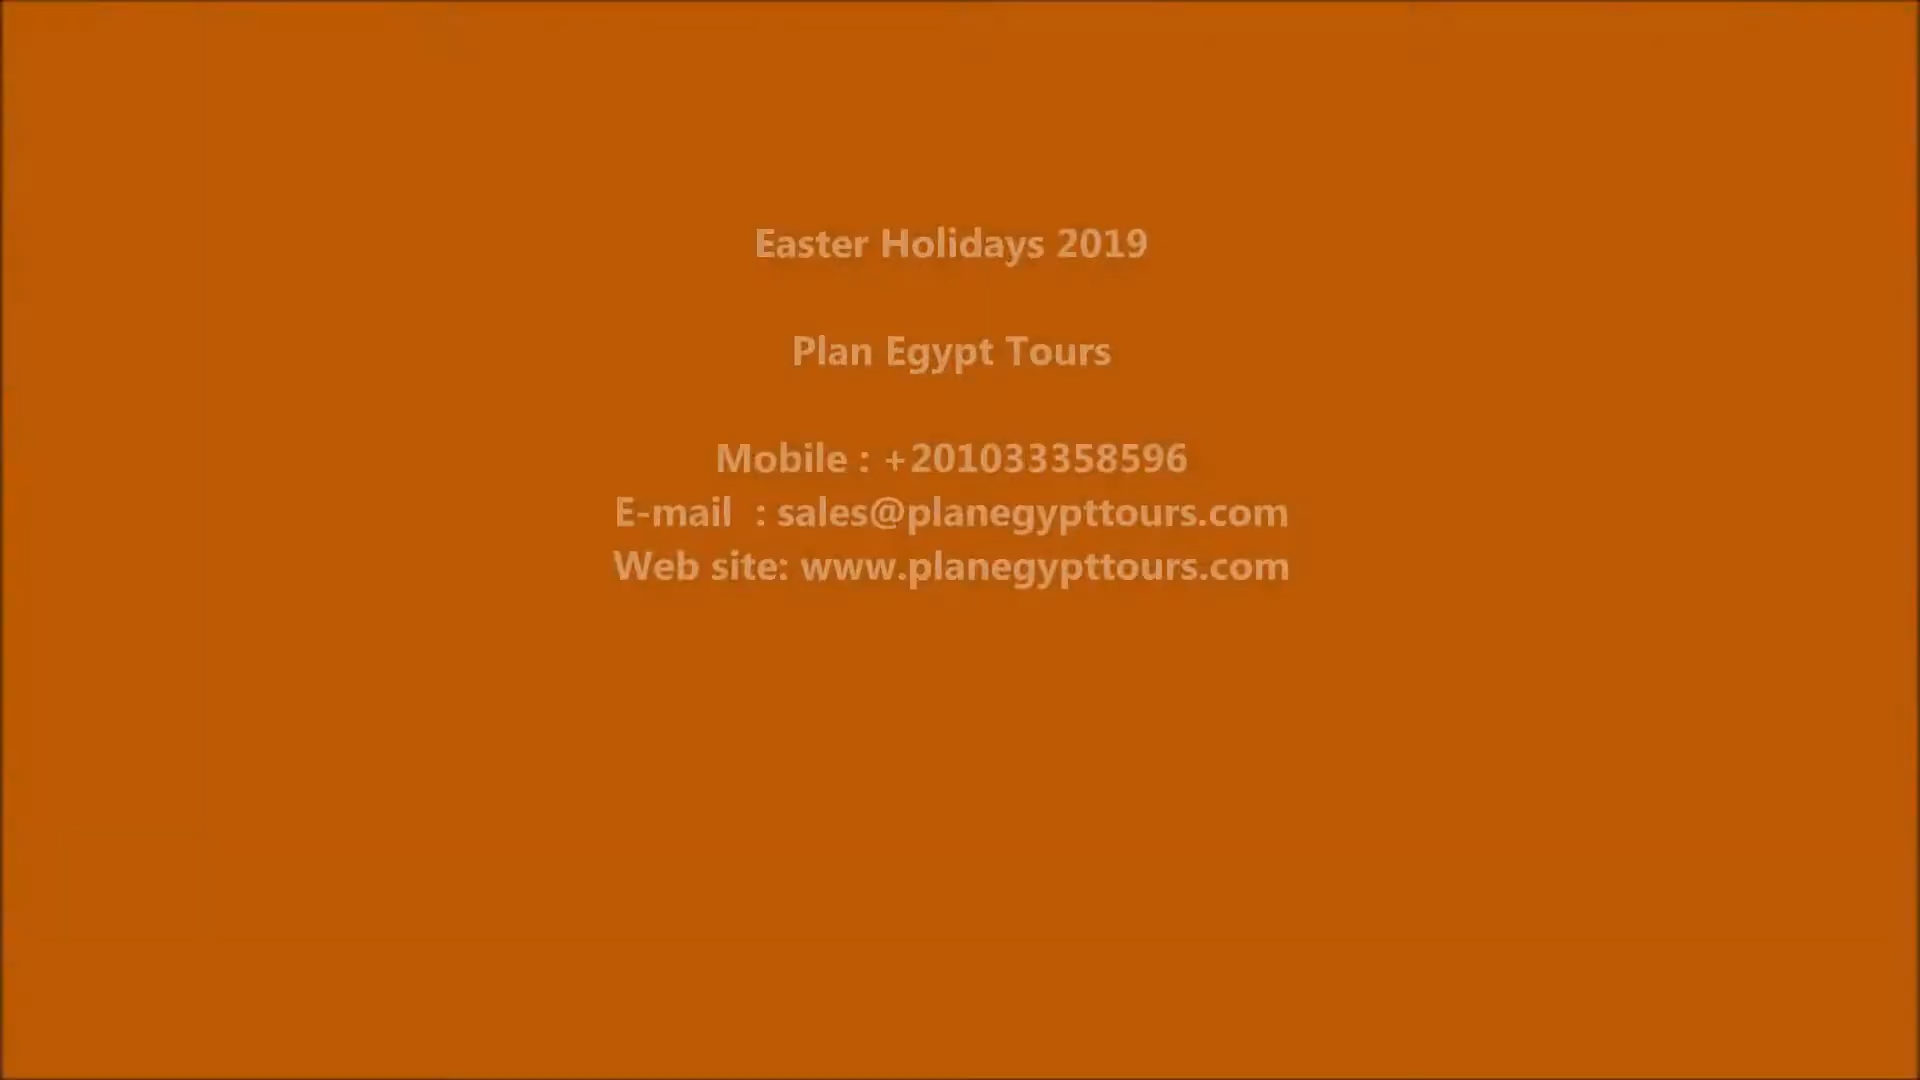 Easter Holidays 2019
Plan Egypt Tours
Mobile : +201033358596
E-mail  : sales@planegypttours.com
Web site: www.planegypttours.com